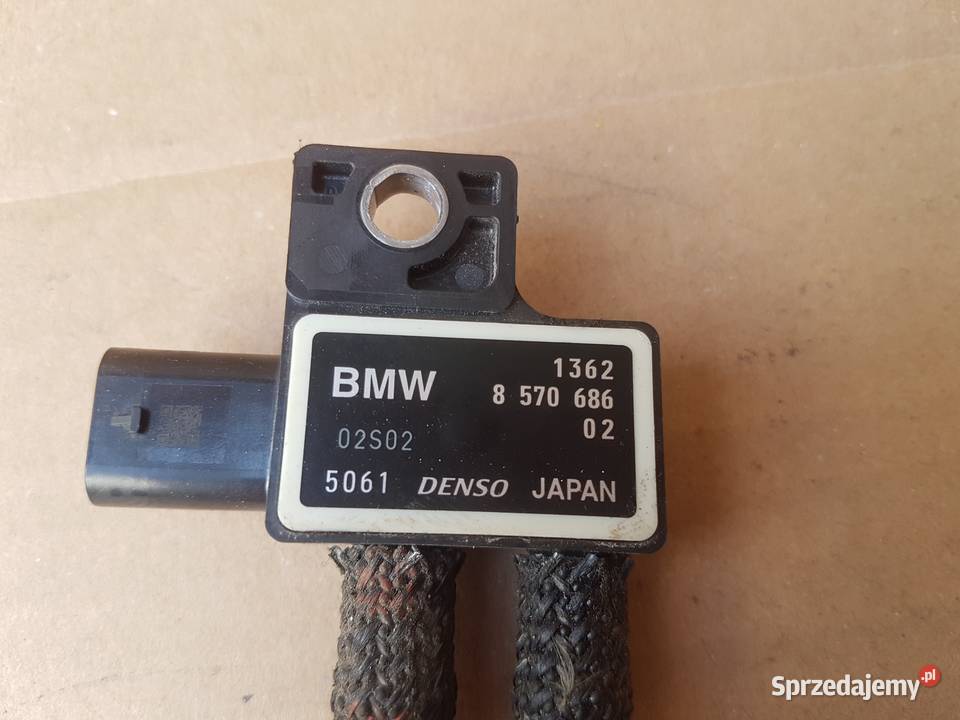 BMW 1362
8 570 686
02
02S02
5061 DENSO JAPAN
Sprzedajemy.pl